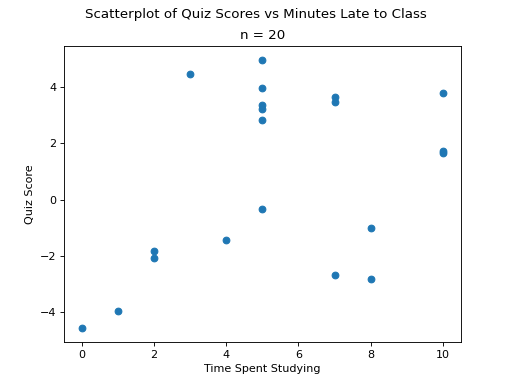 Scatterplot of Quiz Scores vs Minutes Late to Class
n = 20
4
2
0
−2
−4
Quiz Score
0 2 4 6 8 10
Time Spent Studying